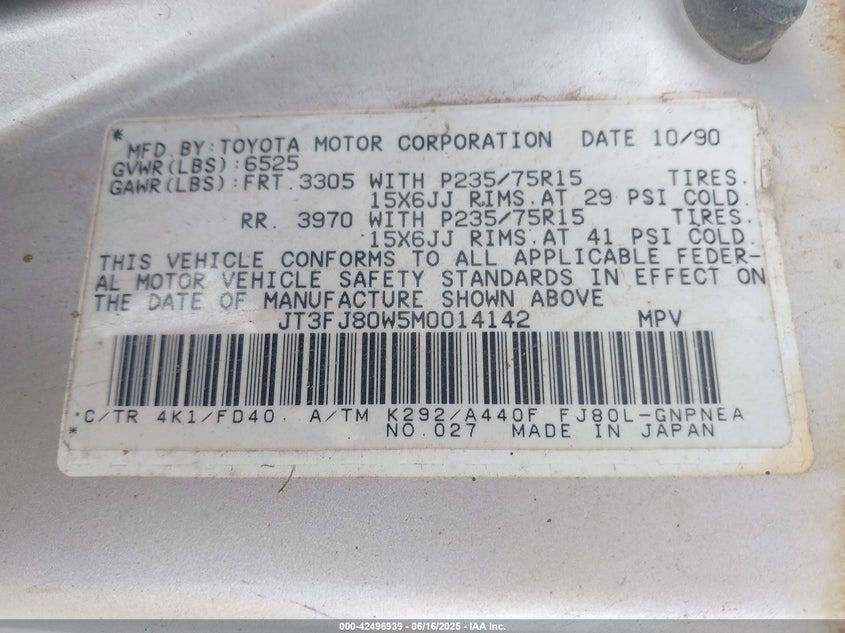 * MFD. BY: TOYOTA MOTOR CORPORATION DATE 10/90
GVWR(LBS): 6525
GAWR(LBS): FRT. 3305 WITH P235/75R15 TIRES.
15X6JJ RIMS. AT 29 PSI COLD.
RR. 3970 WITH P235/75R15 TIRES.
15X6JJ RIMS. AT 41 PSI COLD.
THIS VEHICLE CONFORMS TO ALL APPLICABLE FEDER-
AL MOTOR VEHICLE SAFETY STANDARDS IN EFFECT ON
THE DATE OF MANUFACTURE SHOWN ABOVE
JT3FJ80W5M0014142 MPV
C/TR 4K1/FD40 A/TM K292/A440F FJ80L-GNPNEA
* NO.027 MADE IN JAPAN
000-42496939 - 06/16/2025 - IAA Inc.